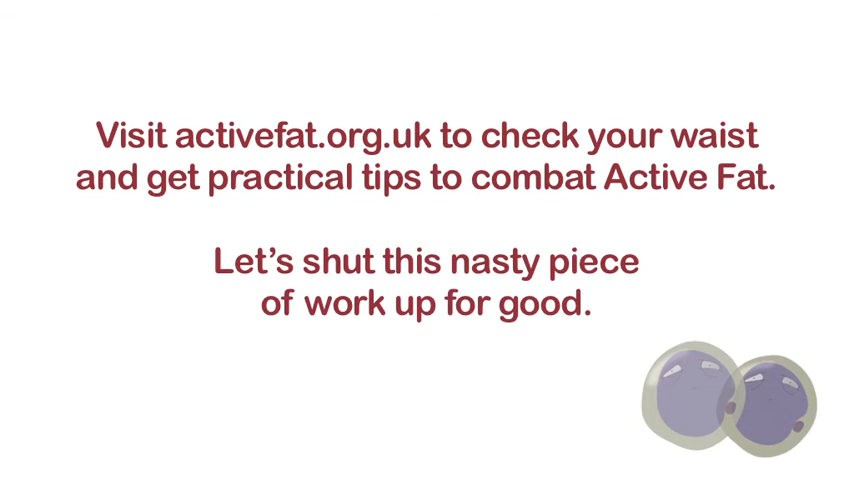 Visit activefat.org.uk to check your waist
and get practical tips to combat Active Fat.
Let's shut this nasty piece
of work up for good.